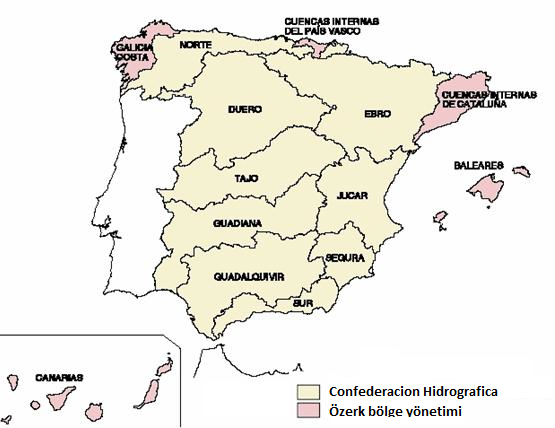 CUENCAS INTERNAS
DEL PAÍS VASCO
GALICIA
COSTA
NORTE
CUENCAS INTERNAS
DE CATALUÑA
DUERO
EBRO
BALEARES
TAJO
JUCAR
GUADIANA
SEGURA
GUADALQUIVIR
SUR
CANARIAS
Confederacion Hidrografica
Özerk bölge yönetimi